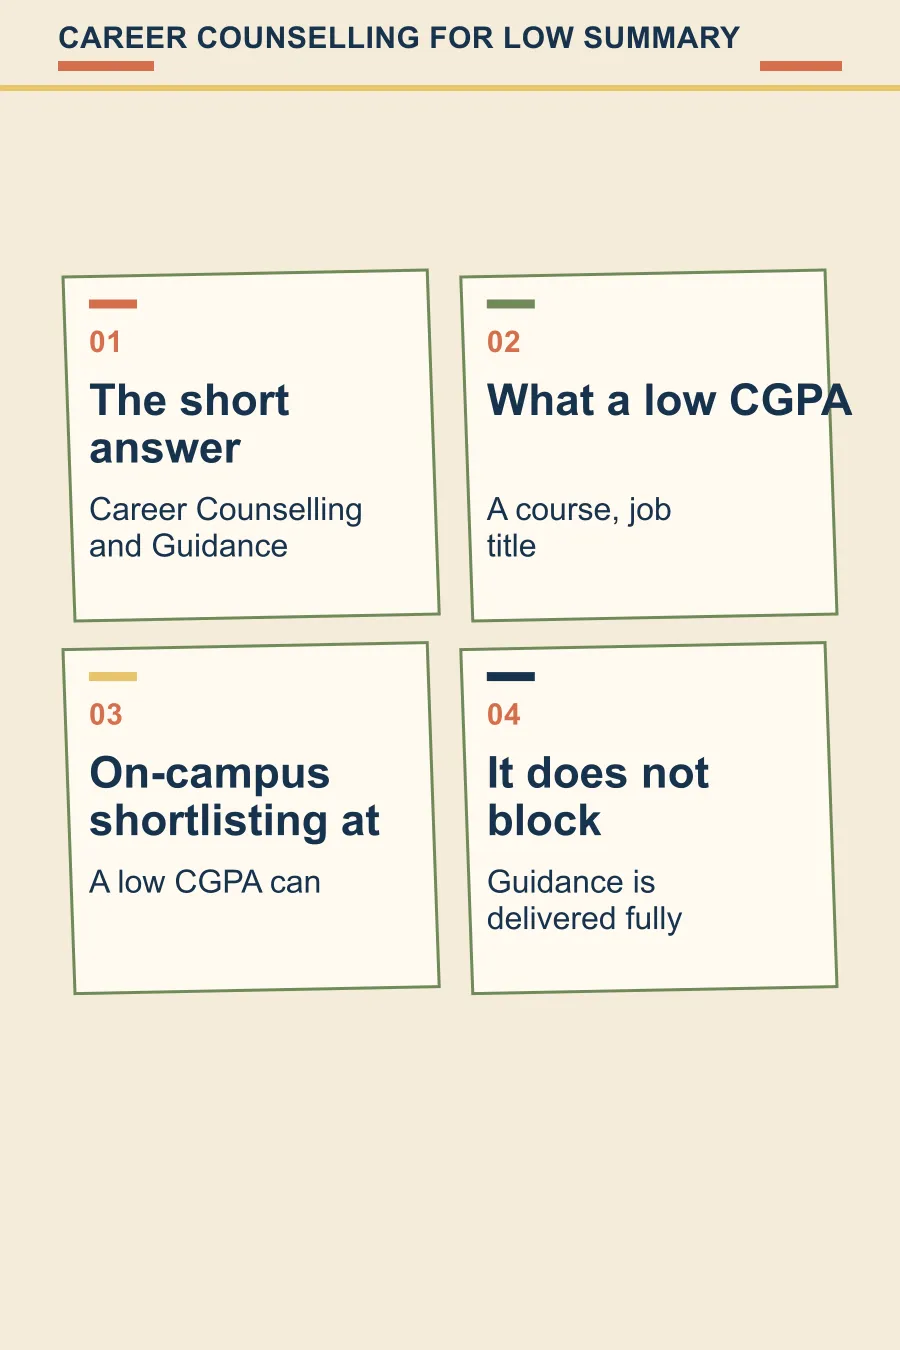 CAREER COUNSELLING FOR LOW SUMMARY
01
The short
answer
Career Counselling
and Guidance
02
What a low CGPA
A course, job
title
03
On-campus
shortlisting at
A low CGPA can
04
It does not
block
Guidance is
delivered fully